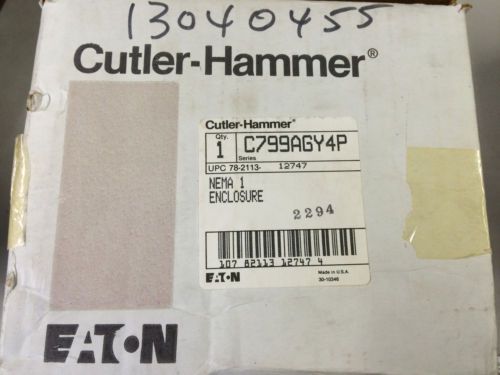 13040455
Cutler-Hammer®
Cutler-Hammer®
Qty.
1
C799AGY4P
Series
UPC 78-2113- 12747
NEMA 1
ENCLOSURE
2294
107 82113 12747 4
EATON
Made in U.S.A.
30-10346
EATON